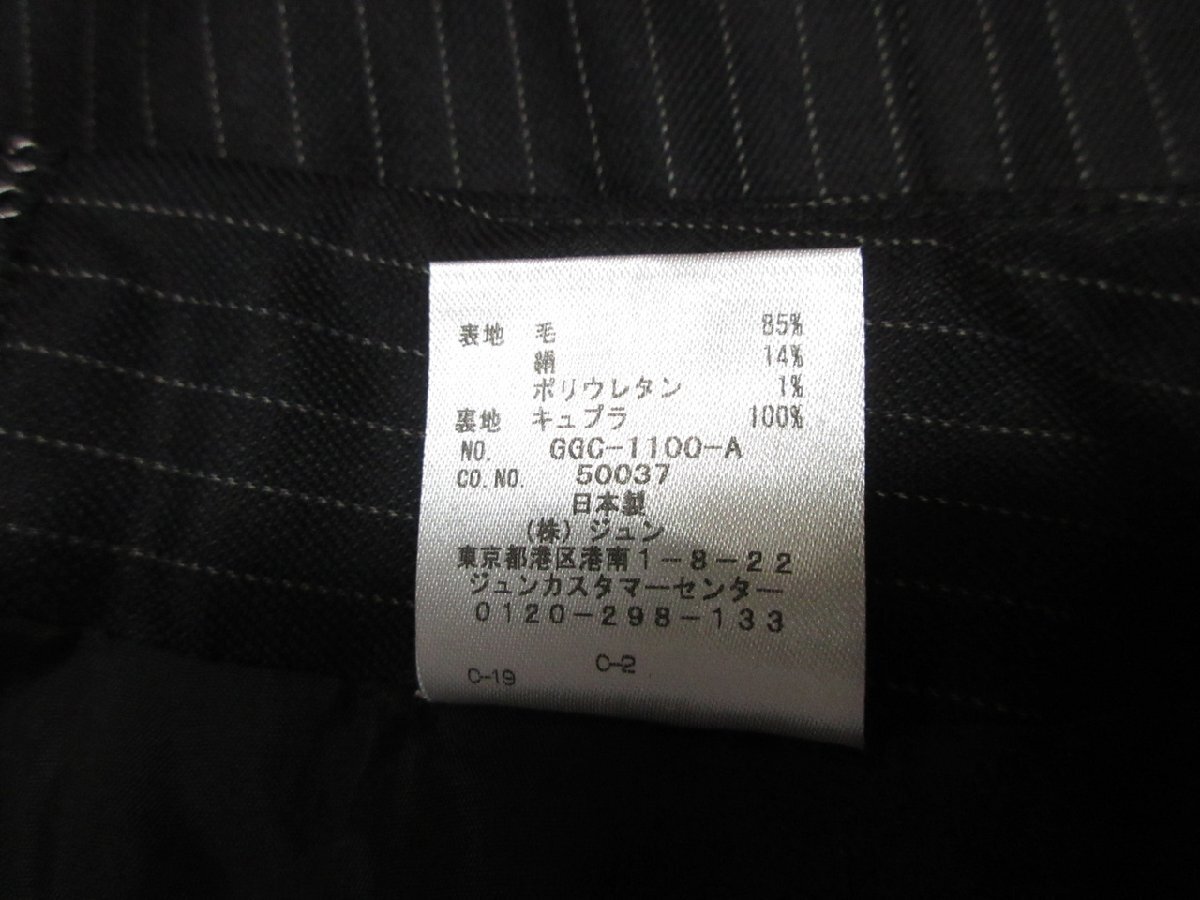 表地 毛 85%
絹 14%
ポリウレタン 1%
裏地 キュプラ 100%
NO. GGC-1100-A
CO.NO. 50037
日本製
(株)ジュン
東京都港区港南1-8-22
ジュンカスタマーセンター
0120-298-133
C-19 C-2